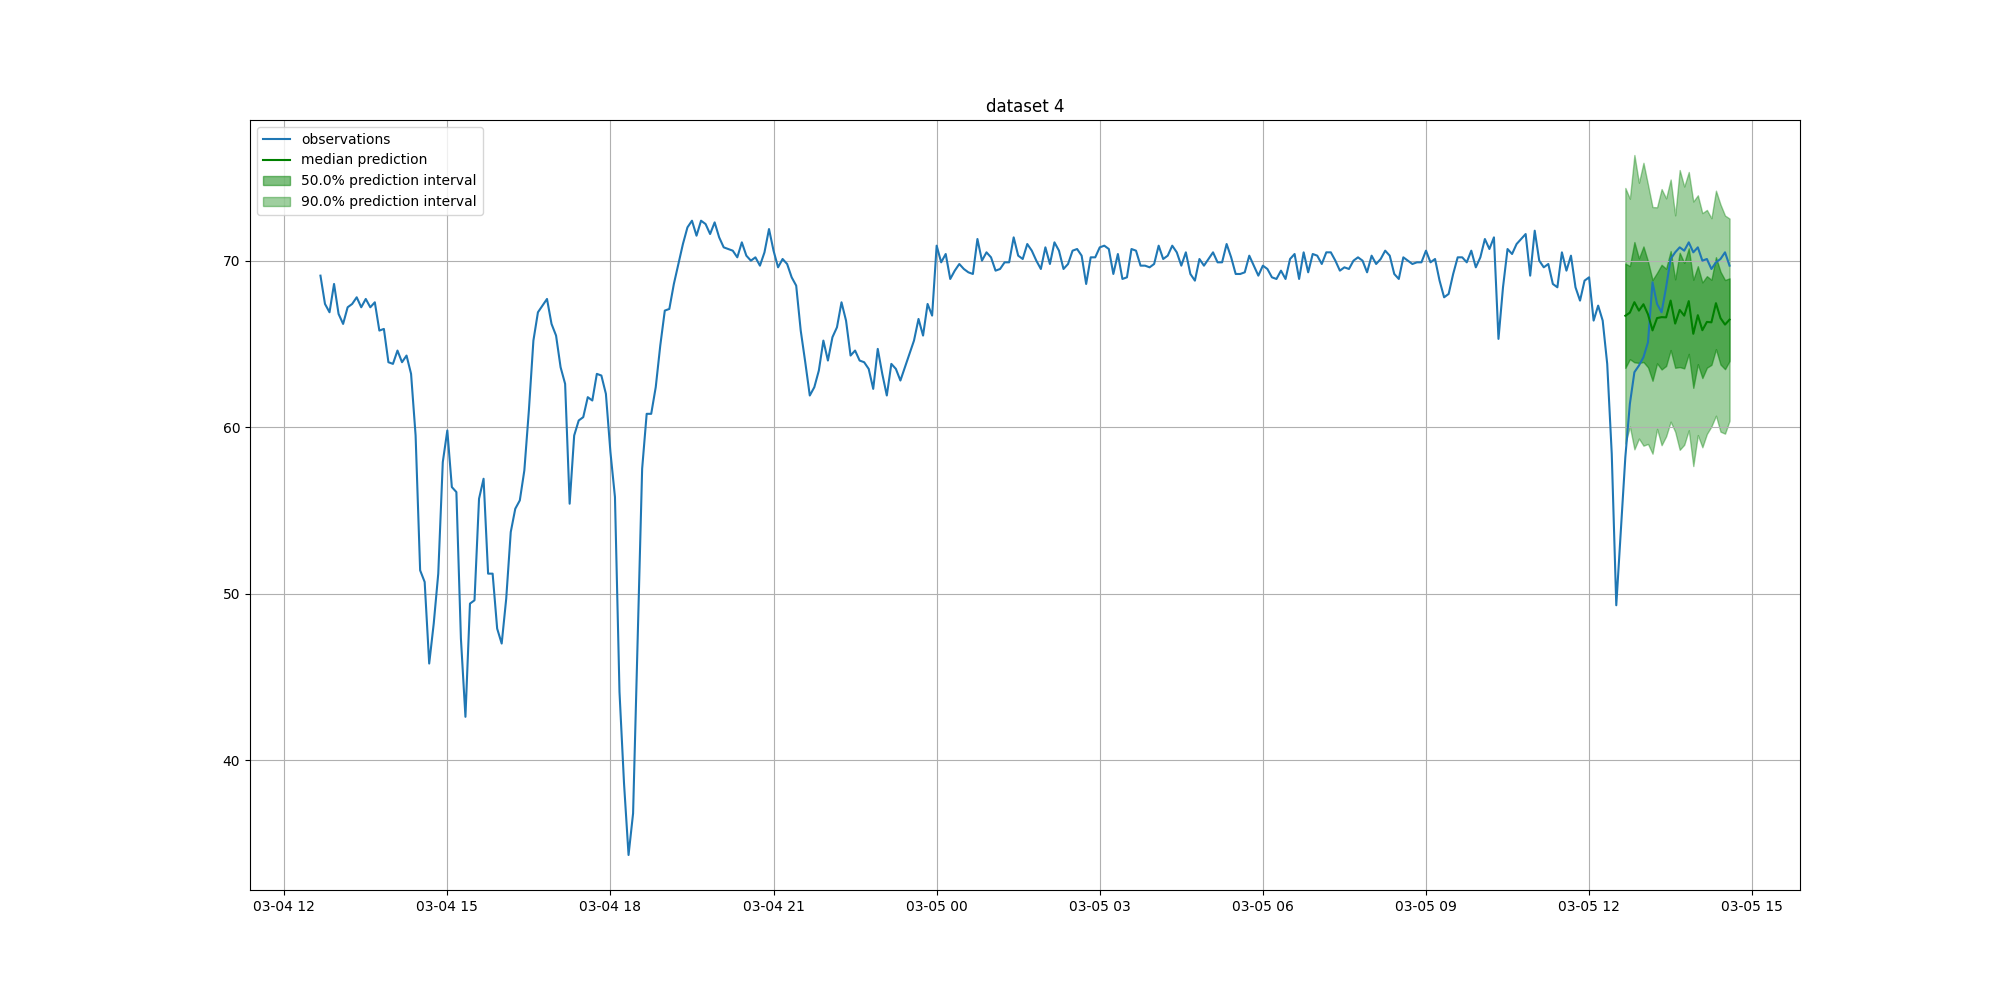 dataset 4
observations
median prediction
50.0% prediction interval
90.0% prediction interval
70
60
50
40
03-04 12
03-04 15
03-04 18
03-04 21
03-05 00
03-05 03
03-05 06
03-05 09
03-05 12
03-05 15